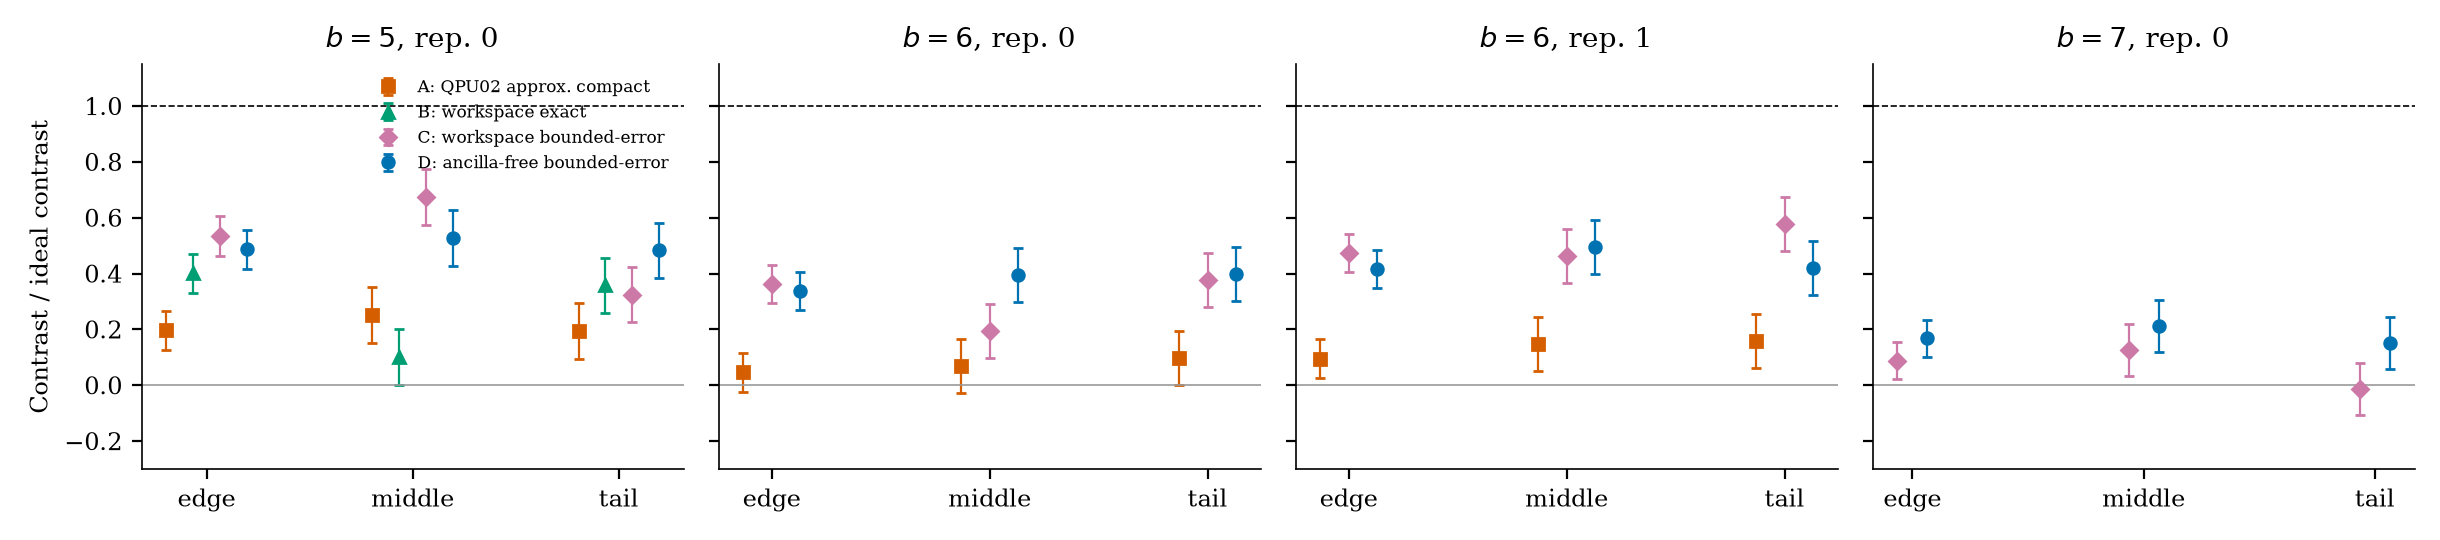 b = 5, rep. 0
b = 6, rep. 0
b = 6, rep. 1
b = 7, rep. 0
A: QPU02 approx. compact
B: workspace exact
C: workspace bounded-error
D: ancilla-free bounded-error
Contrast / ideal contrast
1.0
0.8
0.6
0.4
0.2
0.0
−0.2
edge middle tail
edge middle tail
edge middle tail
edge middle tail